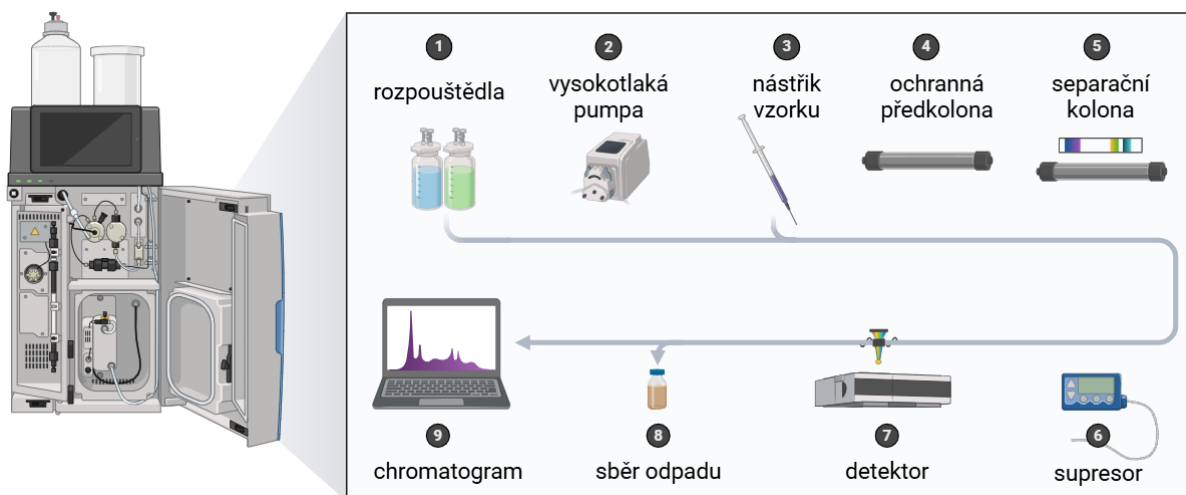 1
rozpouštědla
2
vysokotlaká
pumpa
3
nástřik
vzorku
4
ochranná
předkolona
5
separační
kolona
9
chromatogram
8
sběr odpadu
7
detektor
6
supresor